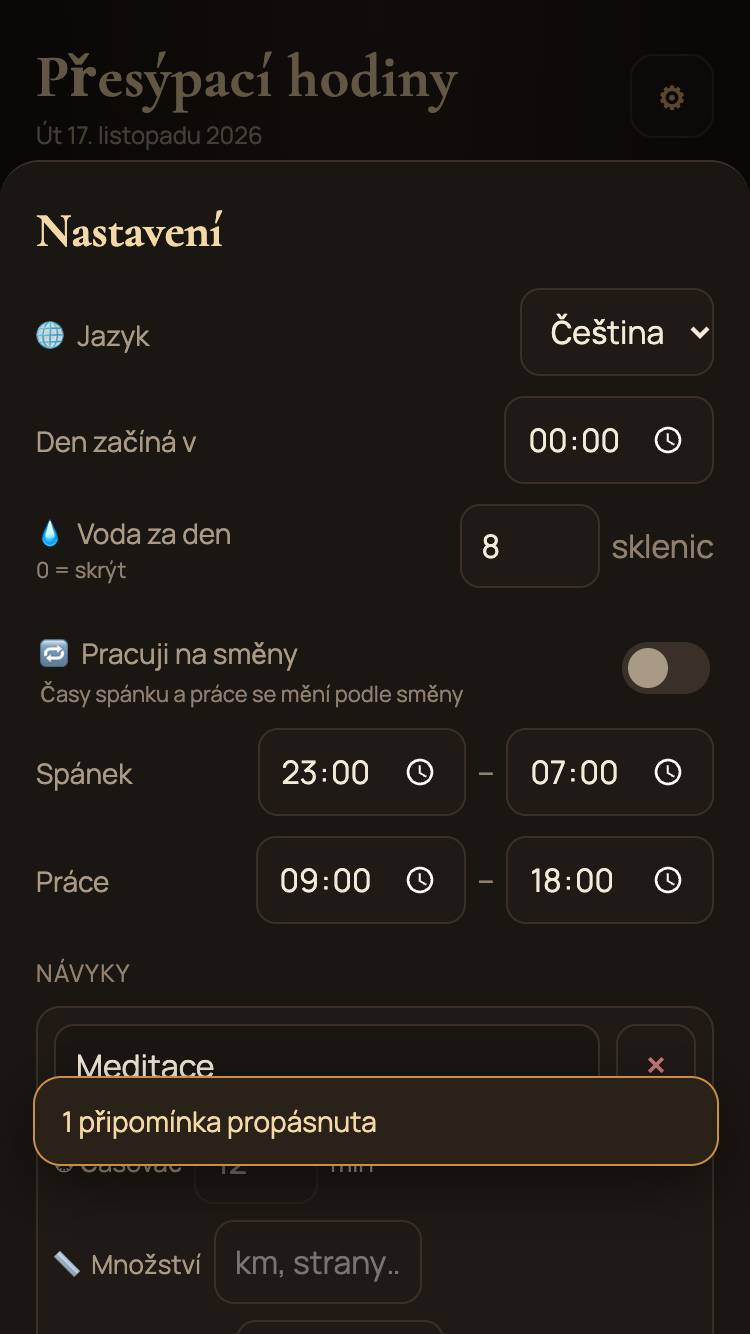 Přesýpací hodiny
Út 17. listopadu 2026
Nastavení
Jazyk
Čeština
Den začíná v
00:00
Voda za den
0 = skrýt
8
sklenic
Pracuji na směny
Časy spánku a práce se mění podle směny
Spánek
23:00 – 07:00
Práce
09:00 – 18:00
NÁVYKY
Meditace
×
1 připomínka propásnuta
Časovač 12 min
Množství
km, strany..